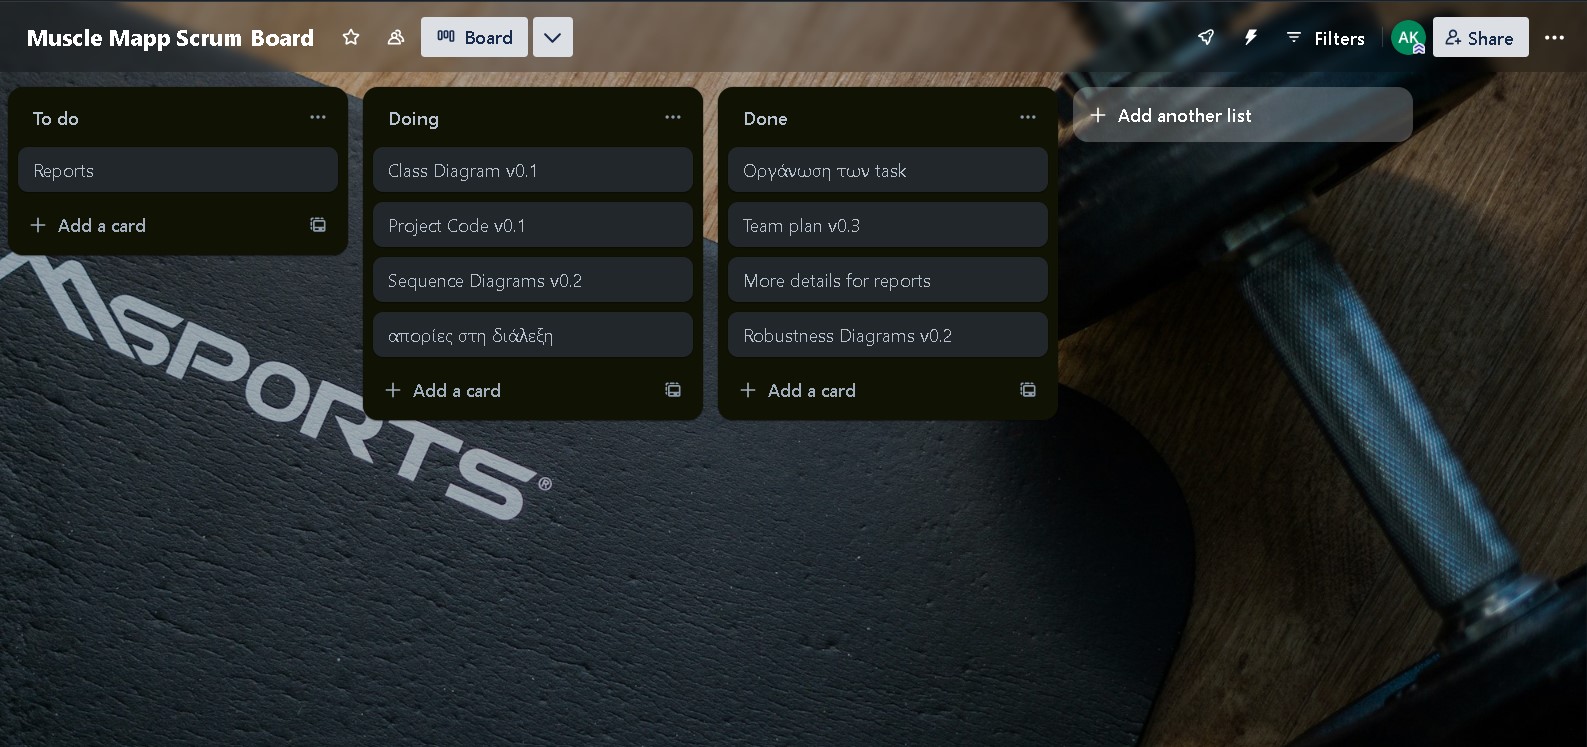 Muscle Mapp Scrum Board
Board
Filters
AK
Share
To do
Reports
Add a card
Doing
Class Diagram v0.1
Project Code v0.1
Sequence Diagrams v0.2
απορίες στη διάλεξη
Add a card
Done
Οργάνωση των task
Team plan v0.3
More details for reports
Robustness Diagrams v0.2
Add a card
Add another list
MSPORTS®